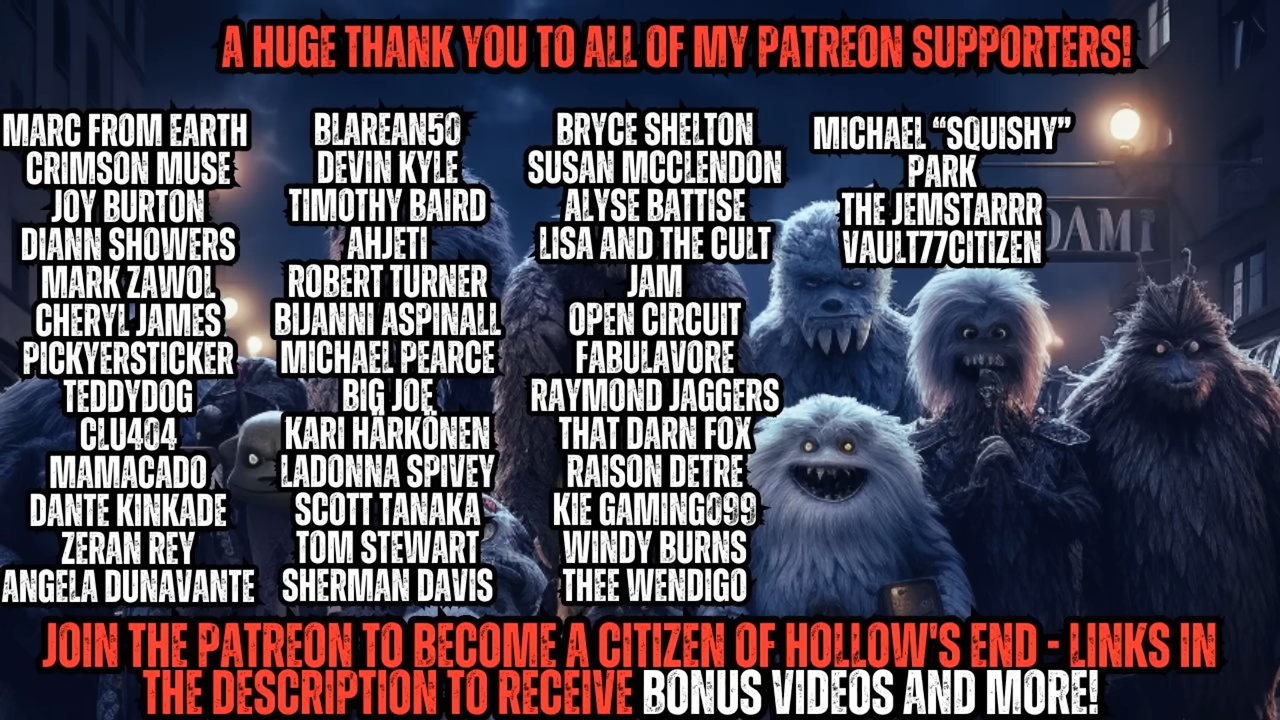 A HUGE THANK YOU TO ALL OF MY PATREON SUPPORTERS!
MARC FROM EARTH
CRIMSON MUSE
JOY BURTON
DIANN SHOWERS
MARK ZAWOL
CHERYL JAMES
PICKYERSTICKER
TEDDYDOG
CLU404
MAMACADO
DANTE KINKADE
ZERAN REY
ANGELA DUNAVANTE
BLAREAN50
DEVIN KYLE
TIMOTHY BAIRD
AHJETI
ROBERT TURNER
BIJANNI ASPINALL
MICHAEL PEARCE
BIG JOE
KARI HÄRKÖNEN
LADONNA SPIVEY
SCOTT TANAKA
TOM STEWART
SHERMAN DAVIS
BRYCE SHELTON
SUSAN MCCLENDON
ALYSE BATTISE
LISA AND THE CULT
JAM
OPEN CIRCUIT
FABULAVORE
RAYMOND JAGGERS
THAT DARN FOX
RAISON DETRE
KIE GAMING099
WINDY BURNS
THEE WENDIGO
MICHAEL “SQUISHY”
PARK
THE JEMSTARRR
VAULT77CITIZEN
JOIN THE PATREON TO BECOME A CITIZEN OF HOLLOW'S END - LINKS IN
THE DESCRIPTION TO RECEIVE BONUS VIDEOS AND MORE!